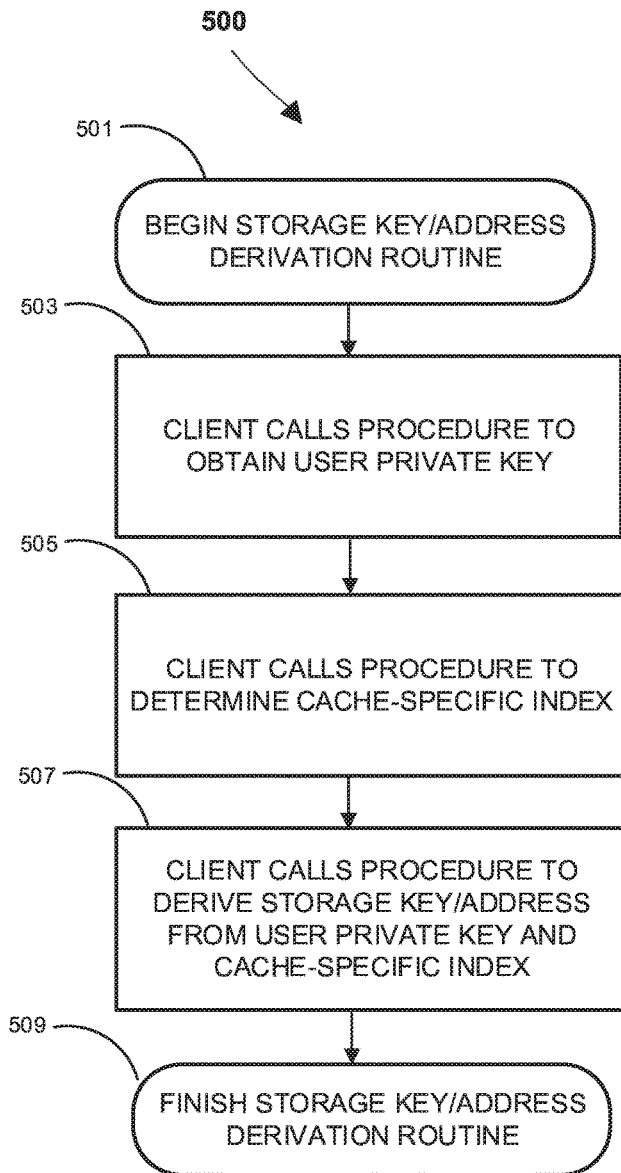 500
501
BEGIN STORAGE KEY/ADDRESS
DERIVATION ROUTINE
503
CLIENT CALLS PROCEDURE TO
OBTAIN USER PRIVATE KEY
505
CLIENT CALLS PROCEDURE TO
DETERMINE CACHE-SPECIFIC INDEX
507
CLIENT CALLS PROCEDURE TO
DERIVE STORAGE KEY/ADDRESS
FROM USER PRIVATE KEY AND
CACHE-SPECIFIC INDEX
509
FINISH STORAGE KEY/ADDRESS
DERIVATION ROUTINE